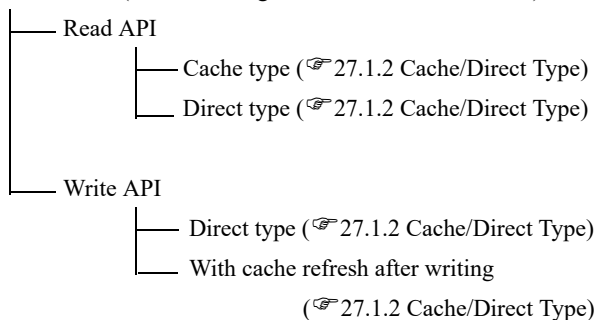 Read API
Cache type (☞ 27.1.2 Cache/Direct Type)
Direct type (☞ 27.1.2 Cache/Direct Type)
Write API
Direct type (☞ 27.1.2 Cache/Direct Type)
With cache refresh after writing
(☞ 27.1.2 Cache/Direct Type)